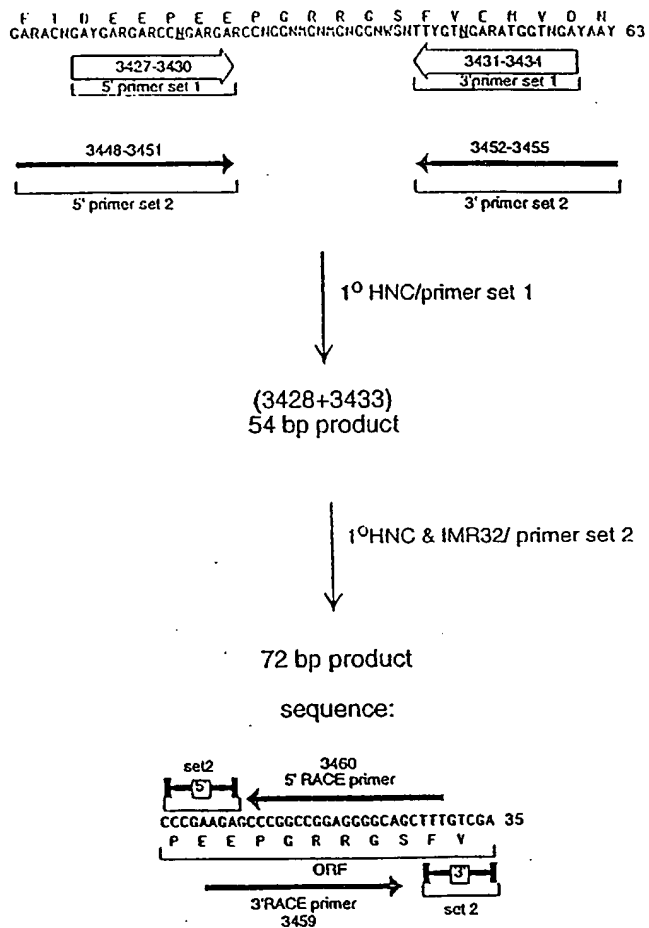 E T D E E P E E P G R R G S F V E M V D N
GARACNGAYGARGARCCNGARGARCCNGGNMGNMGNGGNWSNTTYGTNGARATGGTNGAYAAY 63
3427-3430
5' primer set 1
3431-3434
3' primer set 1
3448-3451
5' primer set 2
3452-3455
3' primer set 2
1° HNC/primer set 1
(3428+3433)
54 bp product
1°HNC & IMR32/ primer set 2
72 bp product
sequence:
set2
5'
3460
5' RACE primer
CCCGAAGAGCCCGGCCGGAGGGGCAGCTTTGTCGA 35
P E E P G R R G S F V
ORF
3'RACE primer
3459
3'
set 2